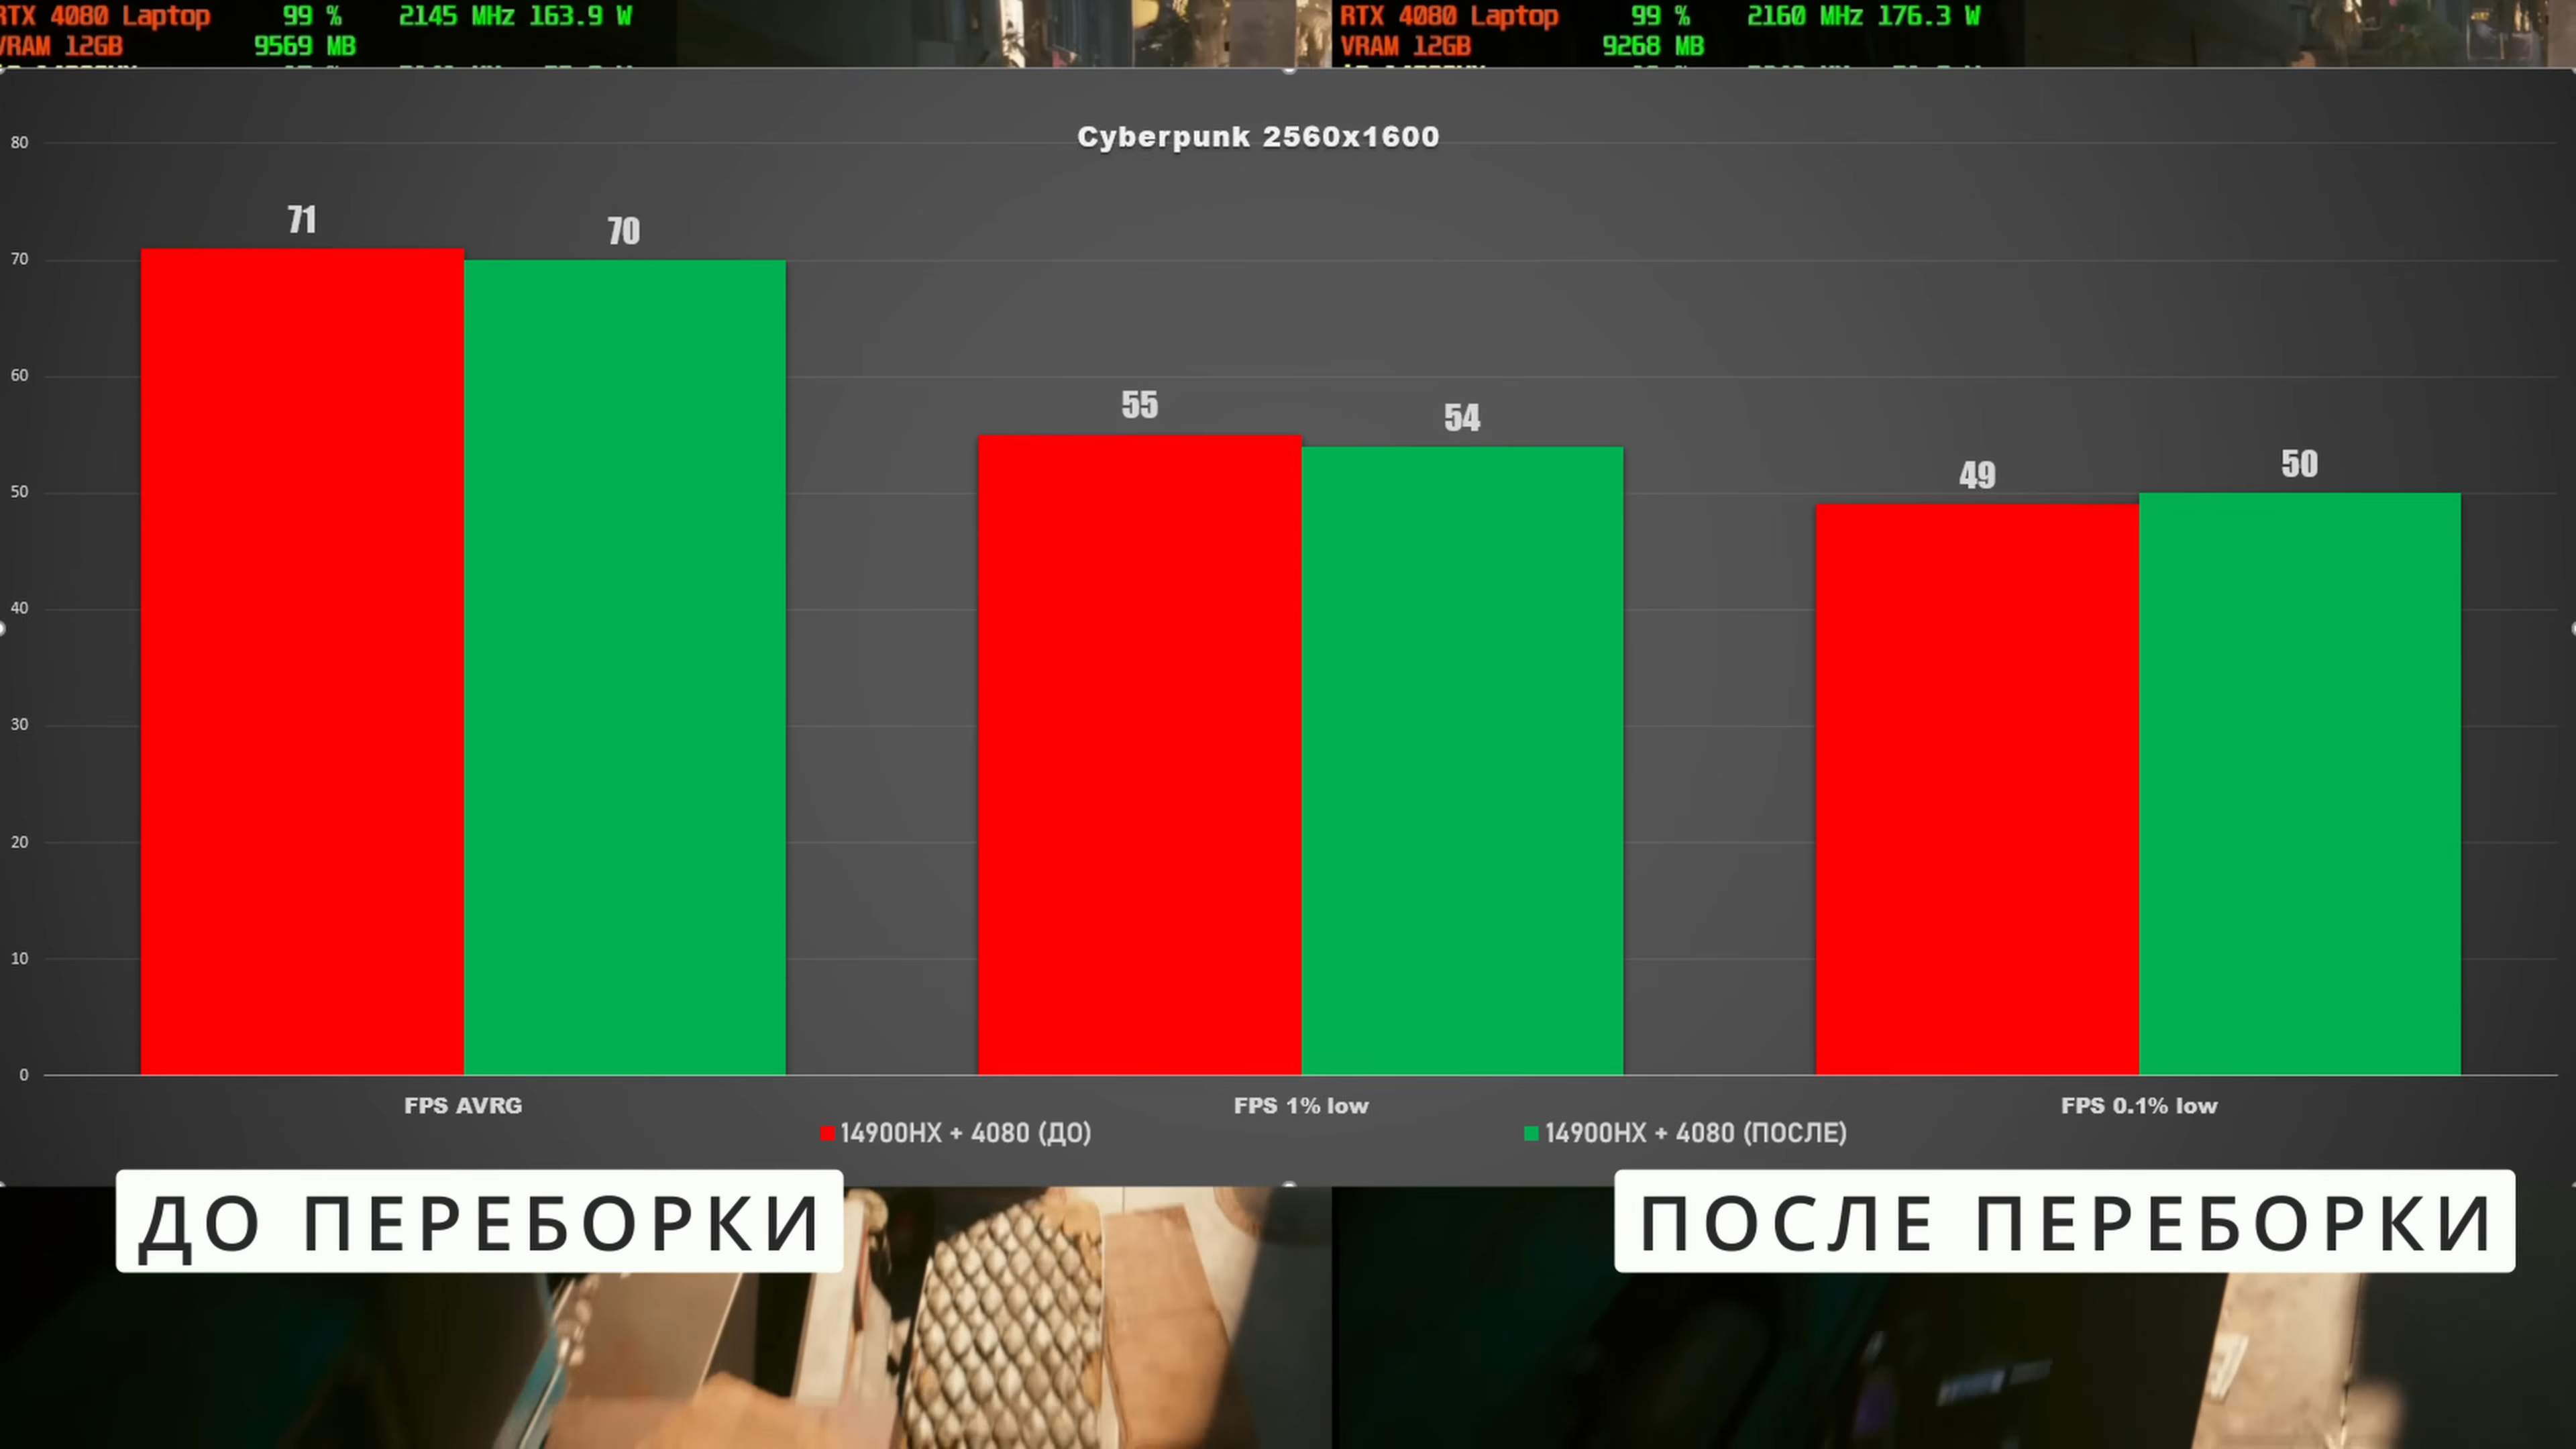 RTX 4080 Laptop 99 % 2145 MHz 163.9 W
VRAM 12GB 9569 MB
RTX 4080 Laptop 99 % 2160 MHz 176.3 W
VRAM 12GB 9268 MB
Cyberpunk 2560x1600
80
70
60
50
40
30
20
10
0
71
70
55
54
49
50
FPS AVRG
FPS 1% low
FPS 0.1% low
14900HX + 4080 (ДО)
14900HX + 4080 (ПОСЛЕ)
ДО ПЕРЕБОРКИ
ПОСЛЕ ПЕРЕБОРКИ